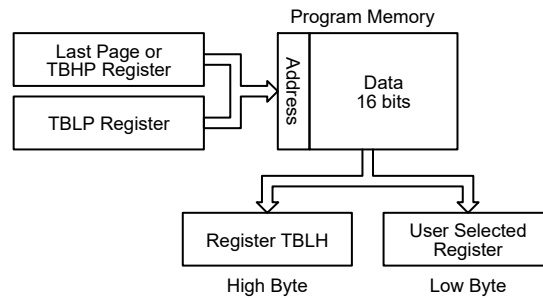 Program Memory
Last Page or
TBHP Register
TBLP Register
Address
Data
16 bits
Register TBLH
User Selected
Register
High Byte
Low Byte